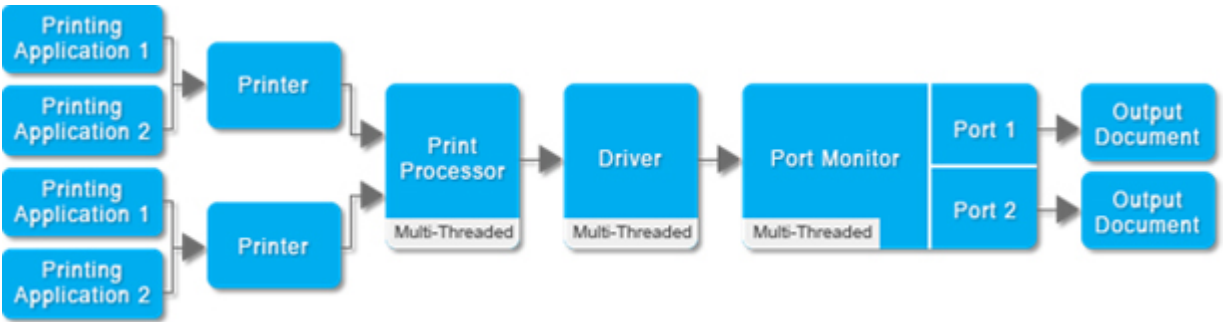 Printing
Application 1
Printing
Application 2
Printing
Application 1
Printing
Application 2
Printer
Printer
Print
Processor
Multi-Threaded
Driver
Multi-Threaded
Port Monitor
Multi-Threaded
Port 1
Port 2
Output
Document
Output
Document